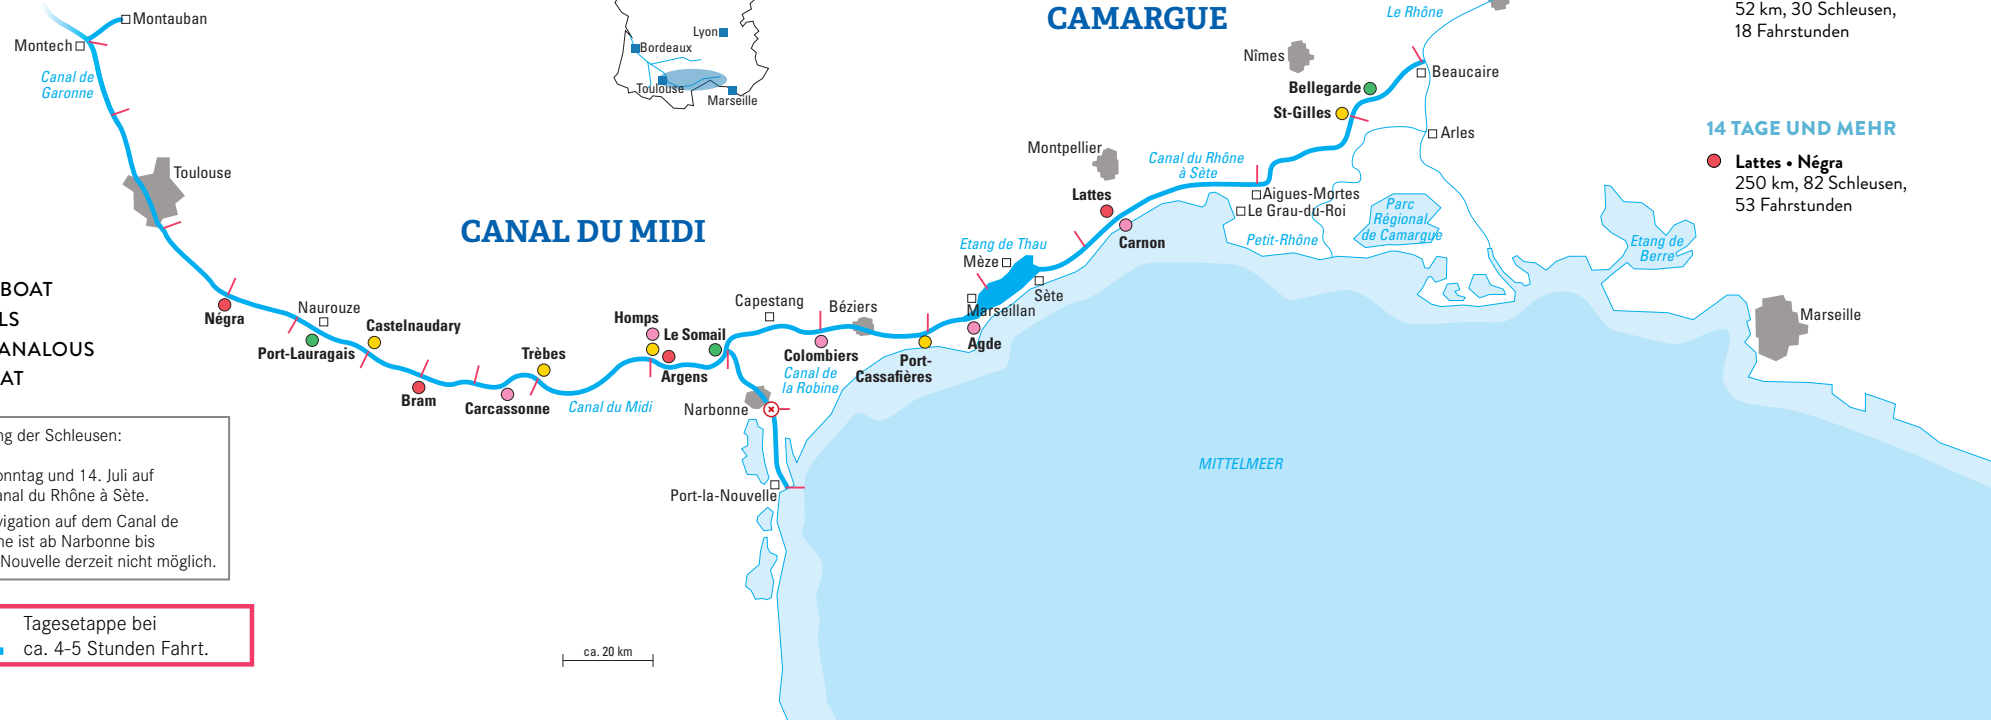 Montauban
Montech
Canal de
Garonne
Toulouse
Lyon
Bordeaux
Toulouse
Marseille
CAMARGUE
Le Rhône
Nîmes
Beaucaire
Bellegarde
St-Gilles
Arles
Montpellier
Canal du Rhône
à Sète
Lattes
Aigues-Mortes
Le Grau-du-Roi
Parc
Régional
de Camargue
Petit-Rhône
Carnon
Etang de Thau
Mèze
Sète
Marseillan
Agde
Etang de
Berre
Marseille
52 km, 30 Schleusen,
18 Fahrstunden
14 TAGE UND MEHR
Lattes • Négra
250 km, 82 Schleusen,
53 Fahrstunden
CANAL DU MIDI
Négra
Naurouze
Port-Lauragais
Castelnaudary
Bram
Carcassonne
Trèbes
Canal du Midi
Homps
Le Somail
Argens
Capestang
Béziers
Colombiers
Canal de
la Robine
Port-
Cassafières
Narbonne
Port-la-Nouvelle
MITTELMEER
BOAT
LS
ANALOUS
AT
ng der Schleusen:
onntag und 14. Juli auf
anal du Rhône à Sète.
vigation auf dem Canal de
ne ist ab Narbonne bis
-Nouvelle derzeit nicht möglich.
Tagesetappe bei
ca. 4-5 Stunden Fahrt.
ca. 20 km